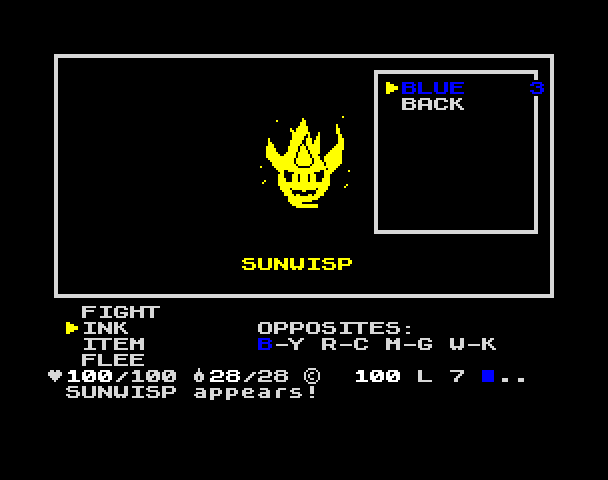 BLUE 3
BACK
SUNWISP
FIGHT
INK OPPOSITES:
ITEM B-Y R-C M-G W-K
FLEE
100/100 28/28 © 100 L 7 ..
SUNWISP appears!